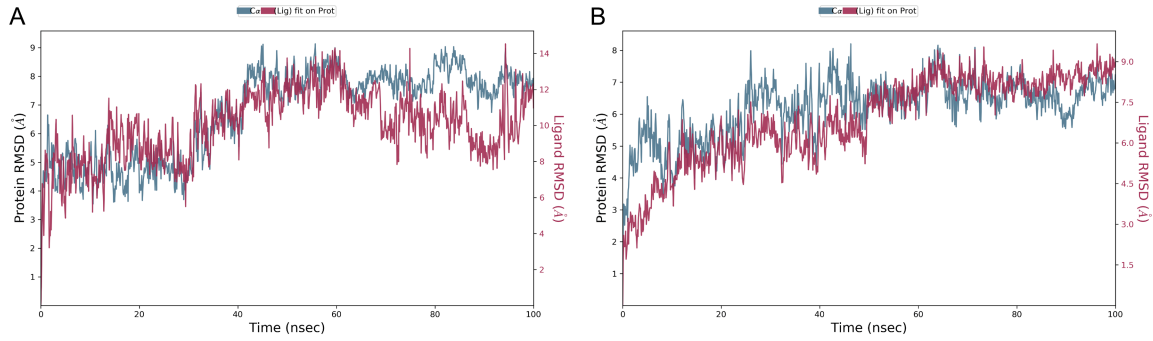 A
Cα (Lig) fit on Prot
Protein RMSD (Å)
9
8
7
6
5
4
3
2
1
14
12
10
8
6
4
2
Ligand RMSD (Å)
0 20 40 60 80 100
Time (nsec)
B
Cα (Lig) fit on Prot
Protein RMSD (Å)
8
7
6
5
4
3
2
1
9.0
7.5
6.0
4.5
3.0
1.5
Ligand RMSD (Å)
0 20 40 60 80 100
Time (nsec)